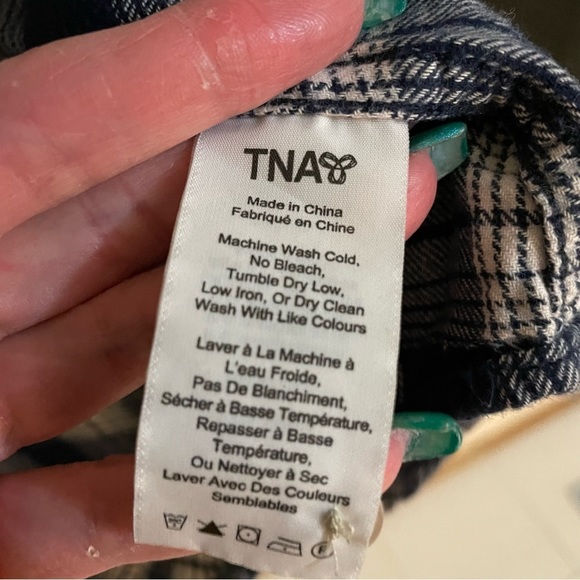 TNA
Made in China
Fabriqué en Chine
Machine Wash Cold,
No Bleach,
Tumble Dry Low,
Low Iron, Or Dry Clean
Wash With Like Colours
Laver à La Machine à
L'eau Froide,
Pas De Blanchiment,
Sécher à Basse Température,
Repasser à Basse
Température,
Ou Nettoyer à Sec
Laver Avec Des Couleurs
Semblables